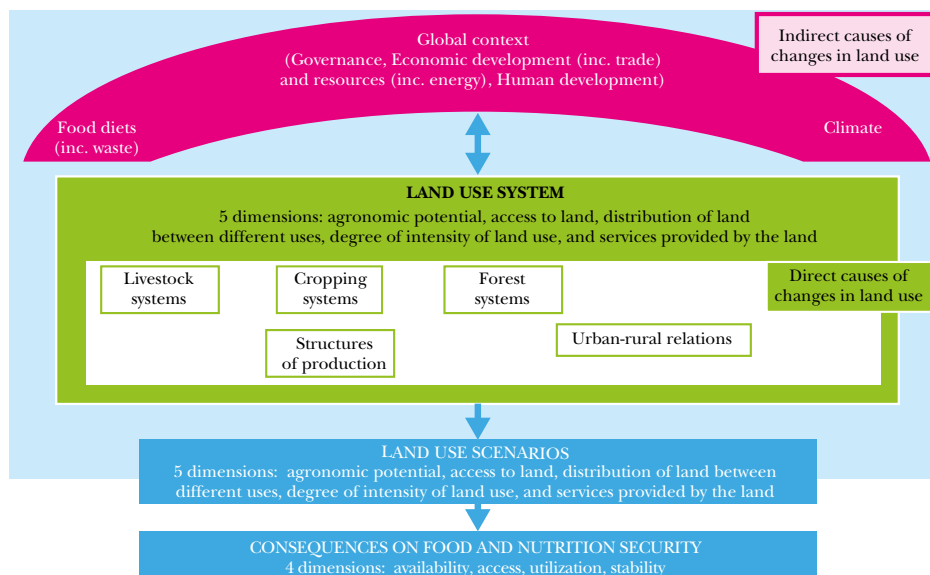 Global context
(Governance, Economic development (inc. trade)
and resources (inc. energy), Human development)
Indirect causes of
changes in land use
Food diets
(inc. waste)
Climate
LAND USE SYSTEM
5 dimensions: agronomic potential, access to land, distribution of land
between different uses, degree of intensity of land use, and services provided by the land
Livestock
systems
Cropping
systems
Forest
systems
Direct causes of
changes in land use
Structures
of production
Urban-rural relations
LAND USE SCENARIOS
5 dimensions: agronomic potential, access to land, distribution of land between
different uses, degree of intensity of land use, and services provided by the land
CONSEQUENCES ON FOOD AND NUTRITION SECURITY
4 dimensions: availability, access, utilization, stability